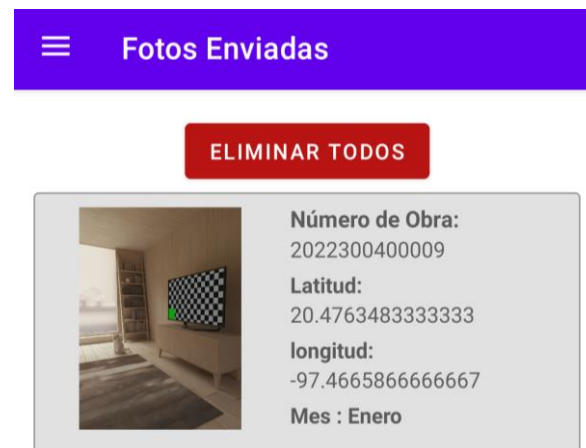 Fotos Enviadas
ELIMINAR TODOS
Número de Obra:
2022300400009
Latitud:
20.4763483333333
longitud:
-97.4665866666667
Mes : Enero